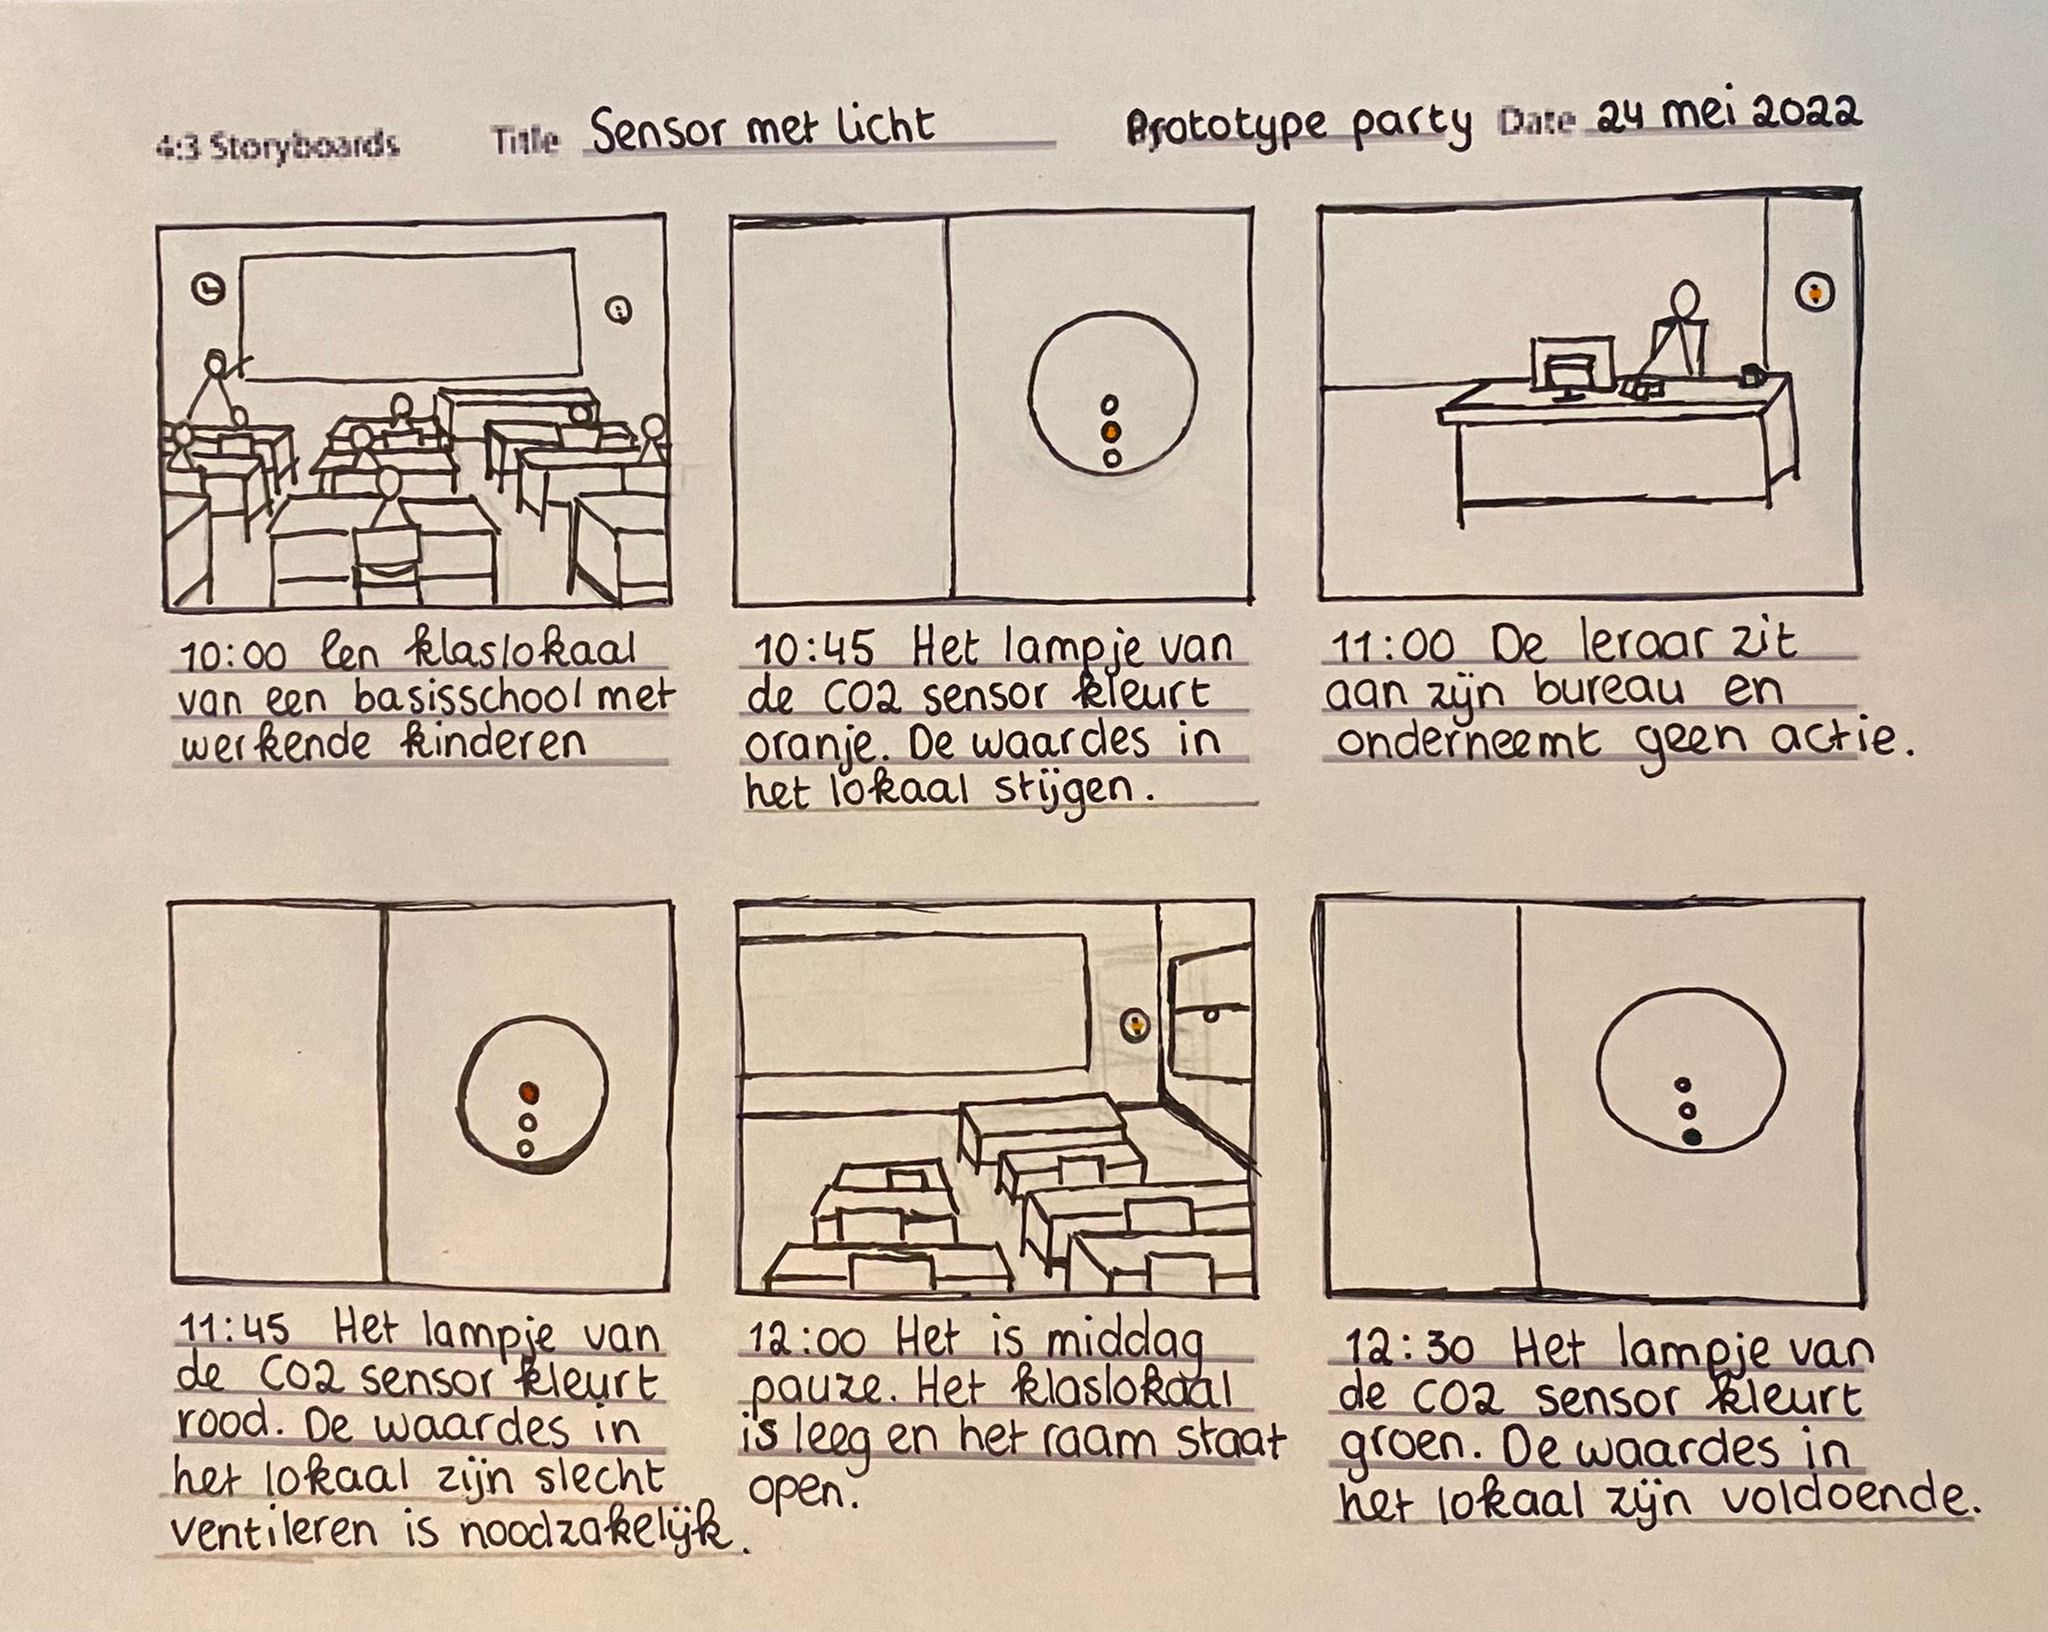 4:3 Storyboards Title Sensor met licht Prototype party Date 24 mei 2022
10:00 Een klaslokaal
van een basisschool met
werkende kinderen
10:45 Het lampje van
de CO2 sensor kleurt
oranje. De waardes in
het lokaal stijgen.
11:00 De leraar zit
aan zijn bureau en
onderneemt geen actie.
11:45 Het lampje van
de CO2 sensor kleurt
rood. De waardes in
het lokaal zijn slecht
ventileren is noodzakelijk.
12:00 Het is middag
pauze. Het klaslokaal
is leeg en het raam staat
open.
12:30 Het lampje van
de CO2 sensor kleurt
groen. De waardes in
het lokaal zijn voldoende.